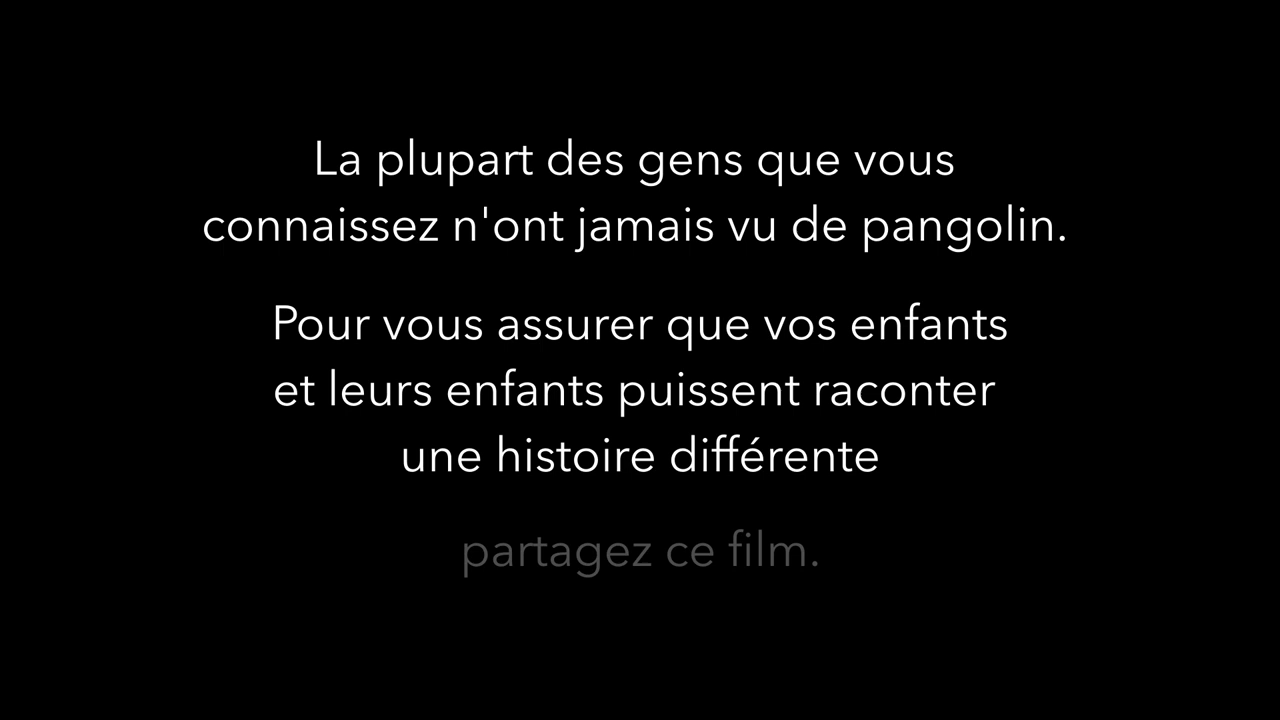 La plupart des gens que vous
connaissez n'ont jamais vu de pangolin.
Pour vous assurer que vos enfants
et leurs enfants puissent raconter
une histoire différente
partagez ce film.